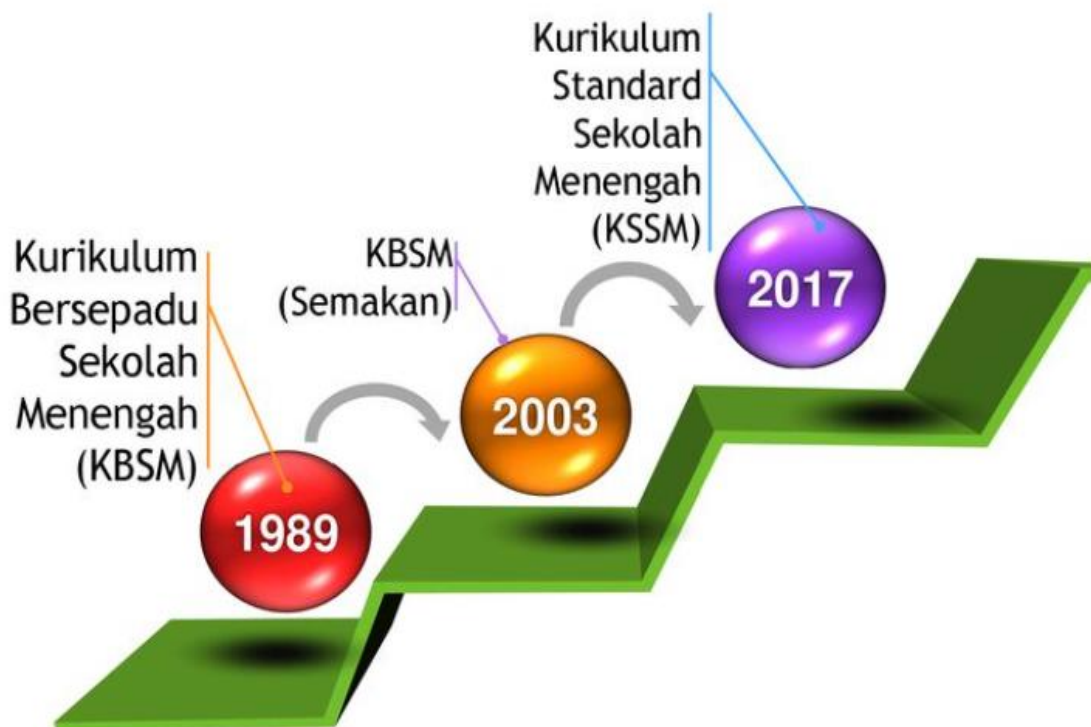 Kurikulum
Bersepadu
Sekolah
Menengah
(KBSM)
1989
KBSM
(Semakan)
2003
Kurikulum
Standard
Sekolah
Menengah
(KSSM)
2017